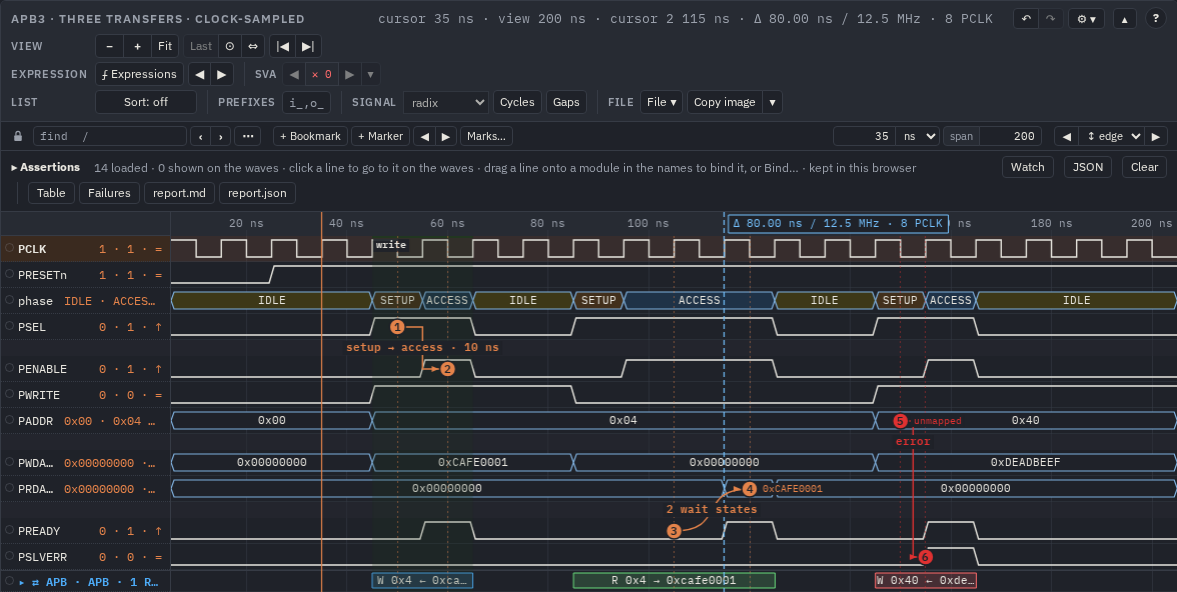 APB3 · THREE TRANSFERS · CLOCK-SAMPLED cursor 35 ns · view 200 ns · cursor 2 115 ns · Δ 80.00 ns / 12.5 MHz · 8 PCLK ↶ ↷ ⚙ ▾ ▲ ?
VIEW − + Fit Last ⊙ ⇔ |◀ ▶|
EXPRESSION ⨍ Expressions ◀ ▶ SVA ◀ × 0 ▶ ▾
LIST Sort: off PREFIXES i_,o_ SIGNAL radix Cycles Gaps FILE File ▾ Copy image ▾
find / ‹ › ⋯ + Bookmark + Marker ◀ ▶ Marks… 35 ns span 200 ◀ ↕ edge ▶
▸ Assertions 14 loaded · 0 shown on the waves · click a line to go to it on the waves · drag a line onto a module in the names to bind it, or Bind… · kept in this browser Watch JSON Clear
Table Failures report.md report.json
20 ns 40 ns 60 ns 80 ns 100 ns Δ 80.00 ns / 12.5 MHz · 8 PCLK ns 160 ns 180 ns 200 ns
PCLK 1 · 1 · = write
PRESETn 1 · 1 · =
phase IDLE · ACCES… IDLE SETUP ACCESS IDLE SETUP ACCESS IDLE SETUP ACCESS IDLE
PSEL 0 · 1 · ↑ 1
setup → access · 10 ns
PENABLE 0 · 1 · ↑ 2
PWRITE 0 · 0 · =
PADDR 0x00 · 0x04 … 0x00 0x04 5 unmapped 0x40
error
PWDA… 0x00000000 ·… 0x00000000 0xCAFE0001 0x00000000 0xDEADBEEF
PRDA… 0x00000000 ·… 0x00000000 4 0xCAFE0001 0x00000000
2 wait states
PREADY 0 · 1 · ↑ 3
PSLVERR 0 · 0 · = 6
▸ ⇄ APB · APB · 1 R… W 0x4 ← 0xca… R 0x4 → 0xcafe0001 W 0x40 ← 0xde…